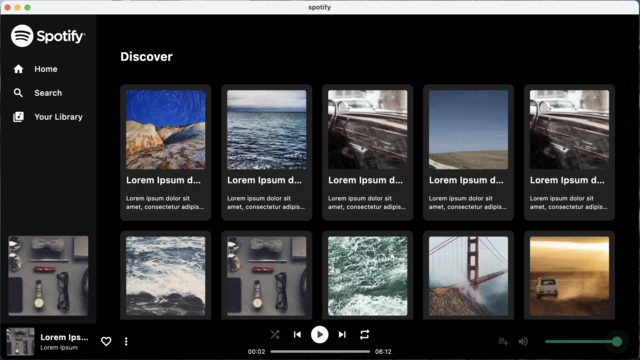 spotify
Spotify®
Home
Search
Your Library
Discover
Lorem Ipsum d...
Lorem Ipsum d...
Lorem Ipsum d...
Lorem Ipsum d...
Lorem Ipsum d...
Lorem ipsum dolor sit
amet, consectetur adipis...
Lorem ipsum dolor sit
amet, consectetur adipis...
Lorem ipsum dolor sit
amet, consectetur adipis...
Lorem ipsum dolor sit
amet, consectetur adipis...
Lorem ipsum dolor sit
amet, consectetur adipis...
Lorem Ips...
Lorem Ipsum
00:02
06:12